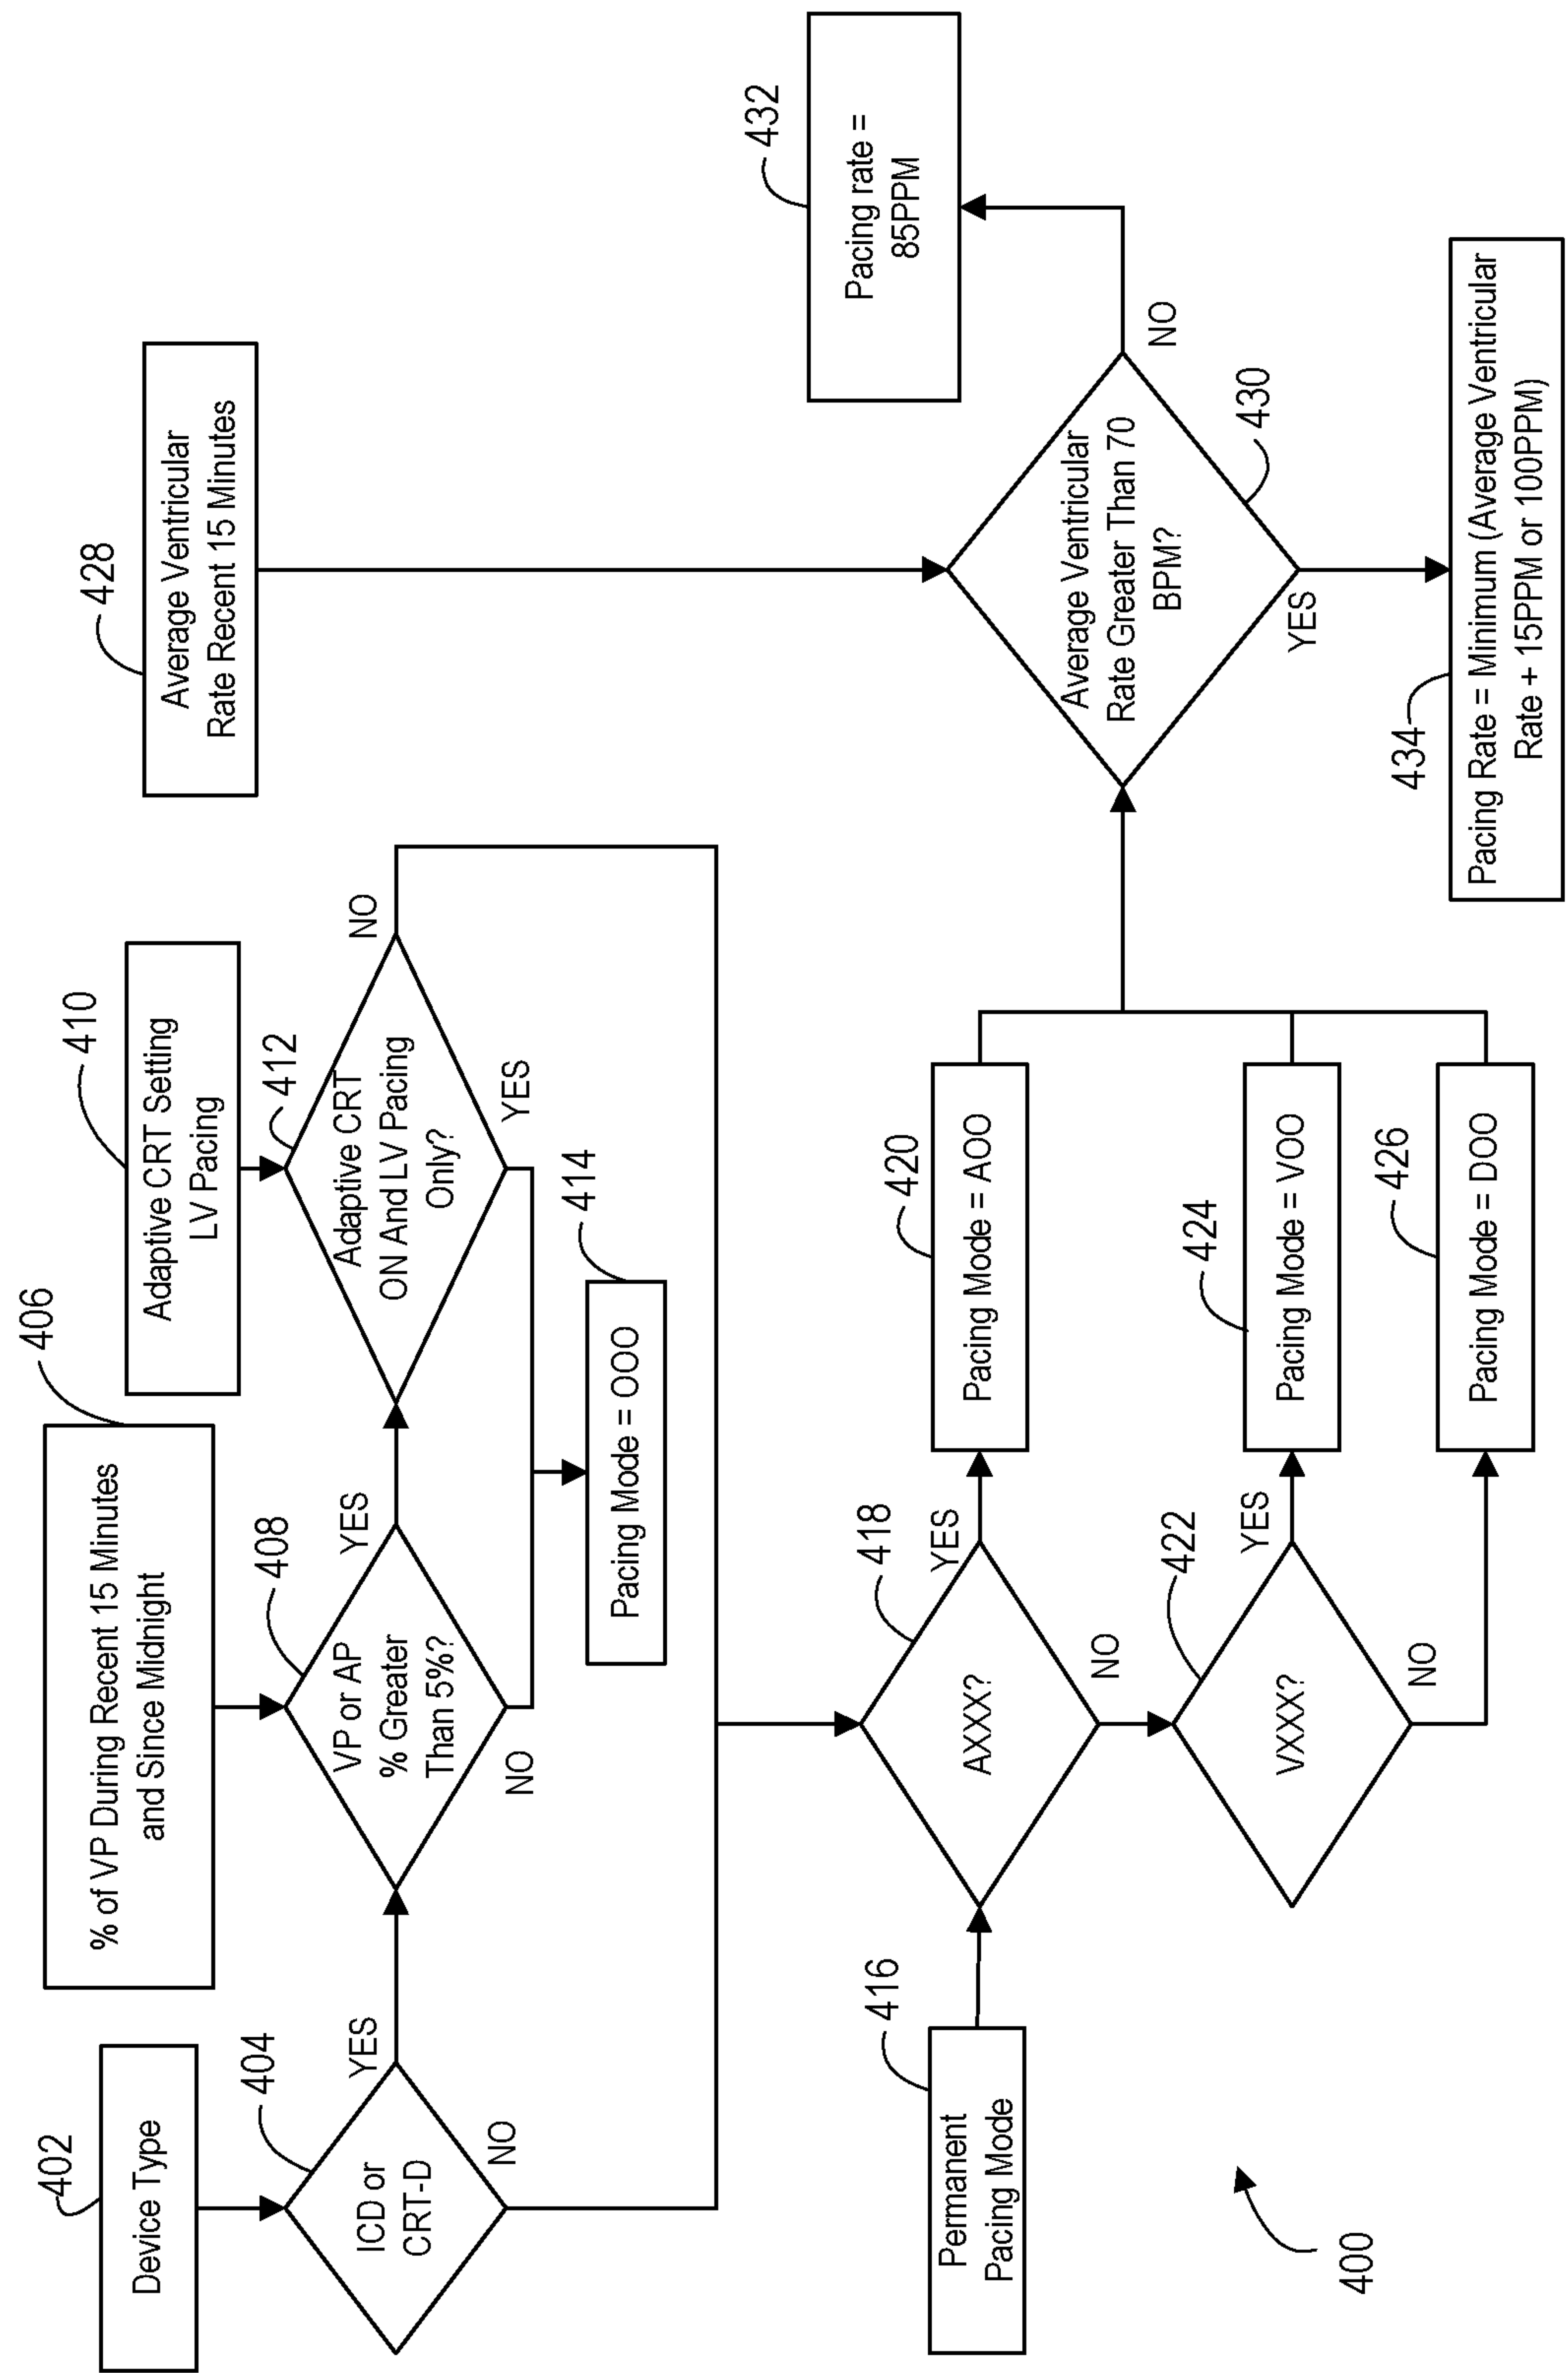 402
Device Type
404
ICD or
CRT-D
YES
NO
406
% of VP During Recent 15 Minutes
and Since Midnight
408
VP or AP
% Greater
Than 5%?
YES
NO
410
Adaptive CRT Setting
LV Pacing
412
Adaptive CRT
ON And LV Pacing
Only?
NO
YES
414
Pacing Mode = OOO
428
Average Ventricular
Rate Recent 15 Minutes
416
Permanent
Pacing Mode
418
AXXX?
YES
NO
420
Pacing Mode = AOO
422
VXXX?
YES
NO
424
Pacing Mode = VOO
426
Pacing Mode = DOO
Average Ventricular
Rate Greater Than 70
BPM?
430
NO
YES
432
Pacing rate =
85PPM
434
Pacing Rate = Minimum (Average Ventricular
Rate + 15PPM or 100PPM)
400